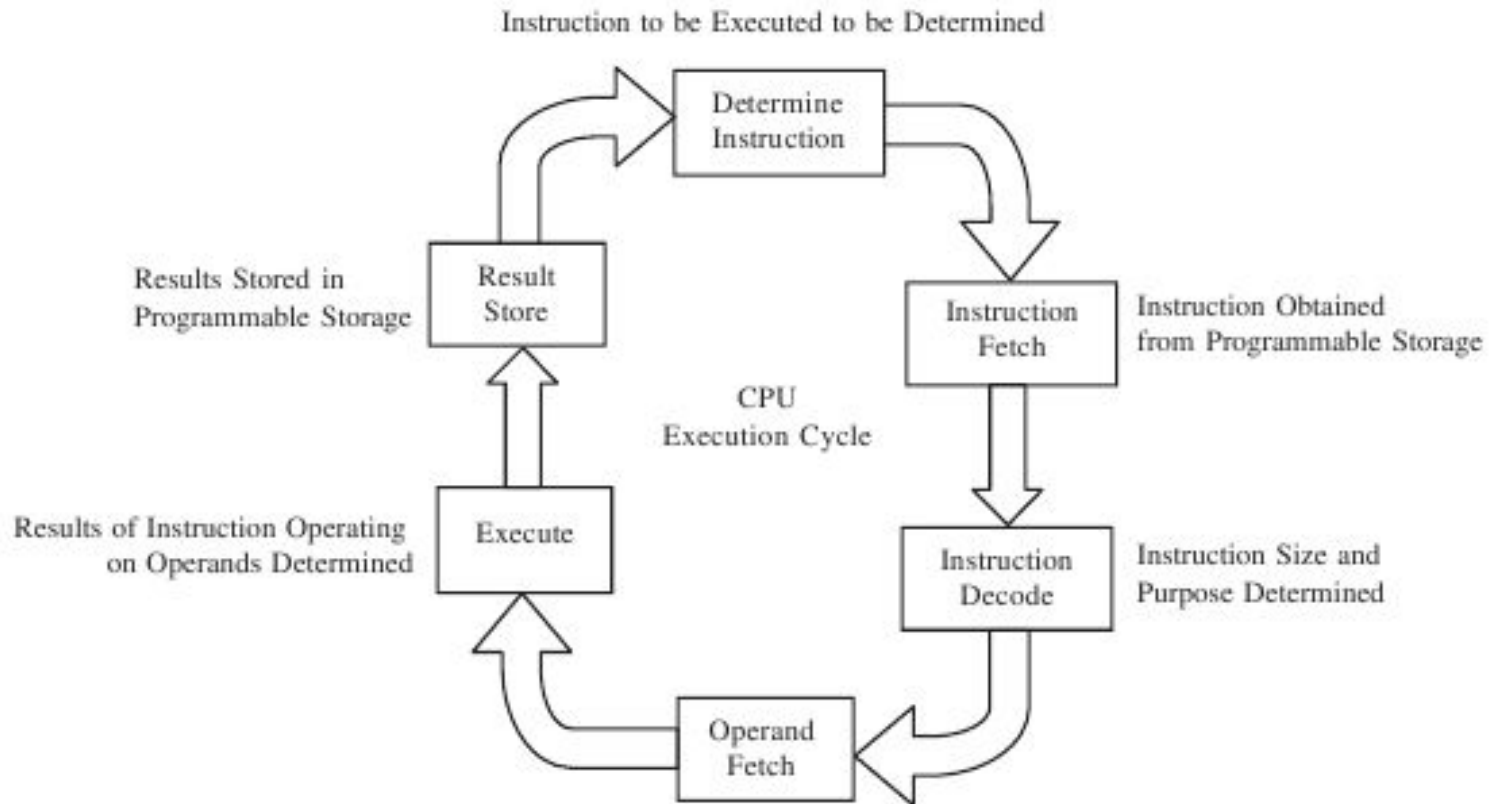 Instruction to be Executed to be Determined
Determine
Instruction
Result
Store
Results Stored in
Programmable Storage
Instruction
Fetch
Instruction Obtained
from Programmable Storage
CPU
Execution Cycle
Execute
Results of Instruction Operating
on Operands Determined
Instruction
Decode
Instruction Size and
Purpose Determined
Operand
Fetch